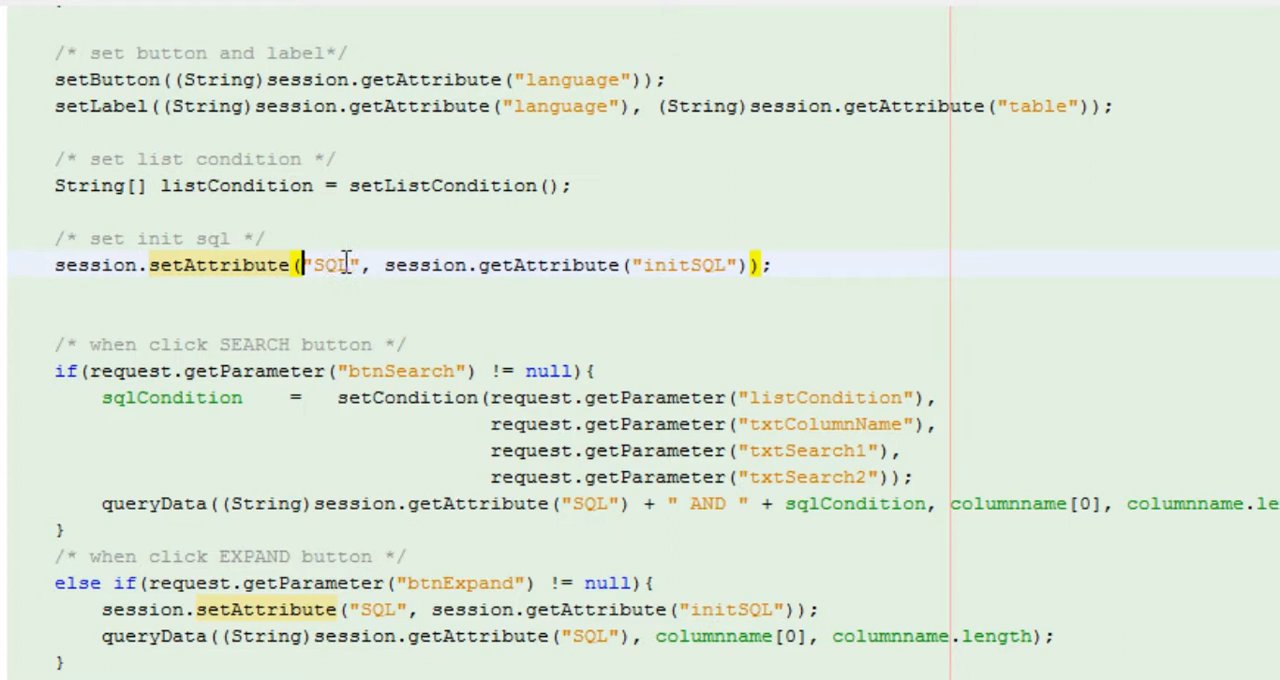 /* set button and label*/
setButton((String)session.getAttribute("language"));
setLabel((String)session.getAttribute("language"), (String)session.getAttribute("table"));
/* set list condition */
String[] listCondition = setListCondition();
/* set init sql */
session.setAttribute("SQL", session.getAttribute("initSQL"));
/* when click SEARCH button */
if(request.getParameter("btnSearch") != null){
sqlCondition = setCondition(request.getParameter("listCondition"),
request.getParameter("txtColumnName"),
request.getParameter("txtSearch1"),
request.getParameter("txtSearch2"));
queryData((String)session.getAttribute("SQL") + " AND " + sqlCondition, columnname[0], columnname.le
}
/* when click EXPAND button */
else if(request.getParameter("btnExpand") != null){
session.setAttribute("SQL", session.getAttribute("initSQL"));
queryData((String)session.getAttribute("SQL"), columnname[0], columnname.length);
}